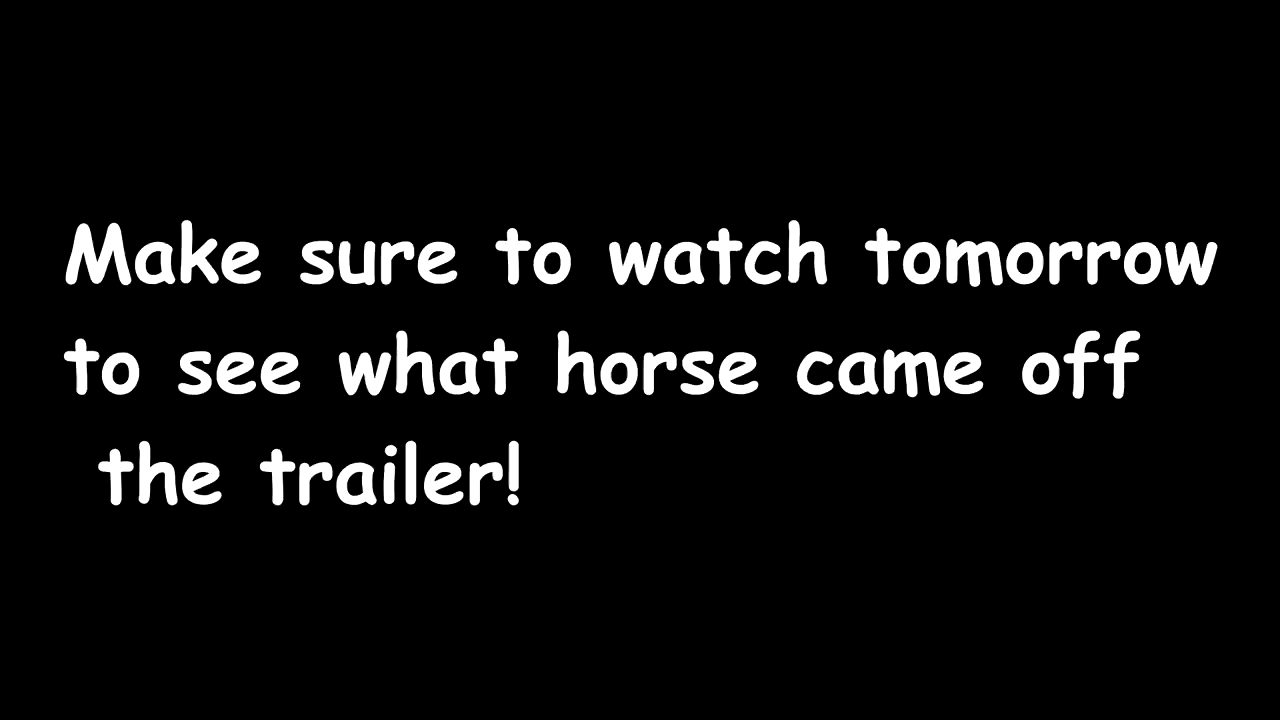 Make sure to watch tomorrow
to see what horse came off
the trailer!